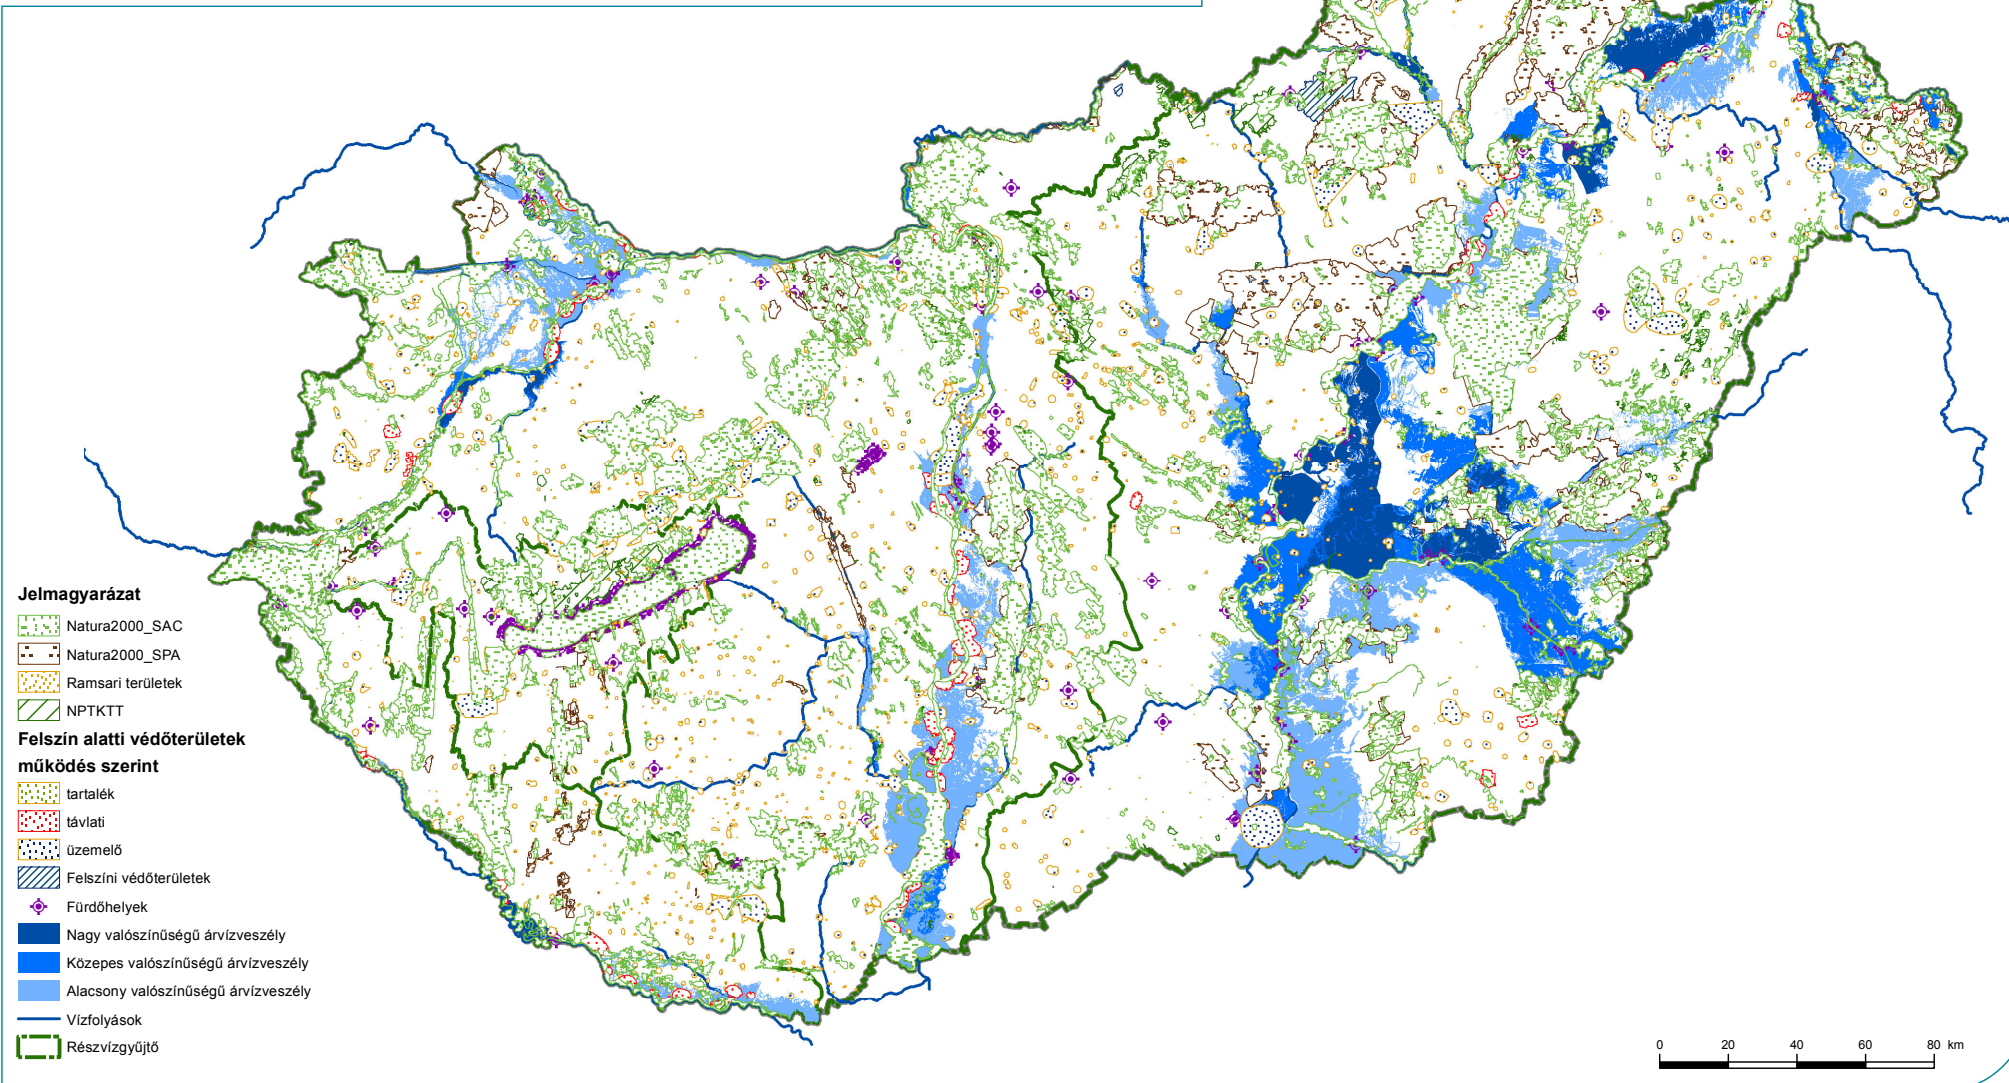 Jelmagyarázat
Natura2000_SAC
Natura2000_SPA
Ramsari területek
NPTKTT
Felszín alatti védőterületek
működés szerint
tartalék
távlati
üzemelő
Felszíni védőterületek
Fürdőhelyek
Nagy valószínűségű árvízveszély
Közepes valószínűségű árvízveszély
Alacsony valószínűségű árvízveszély
Vízfolyások
Részvízgyűjtő
0 20 40 60 80 km